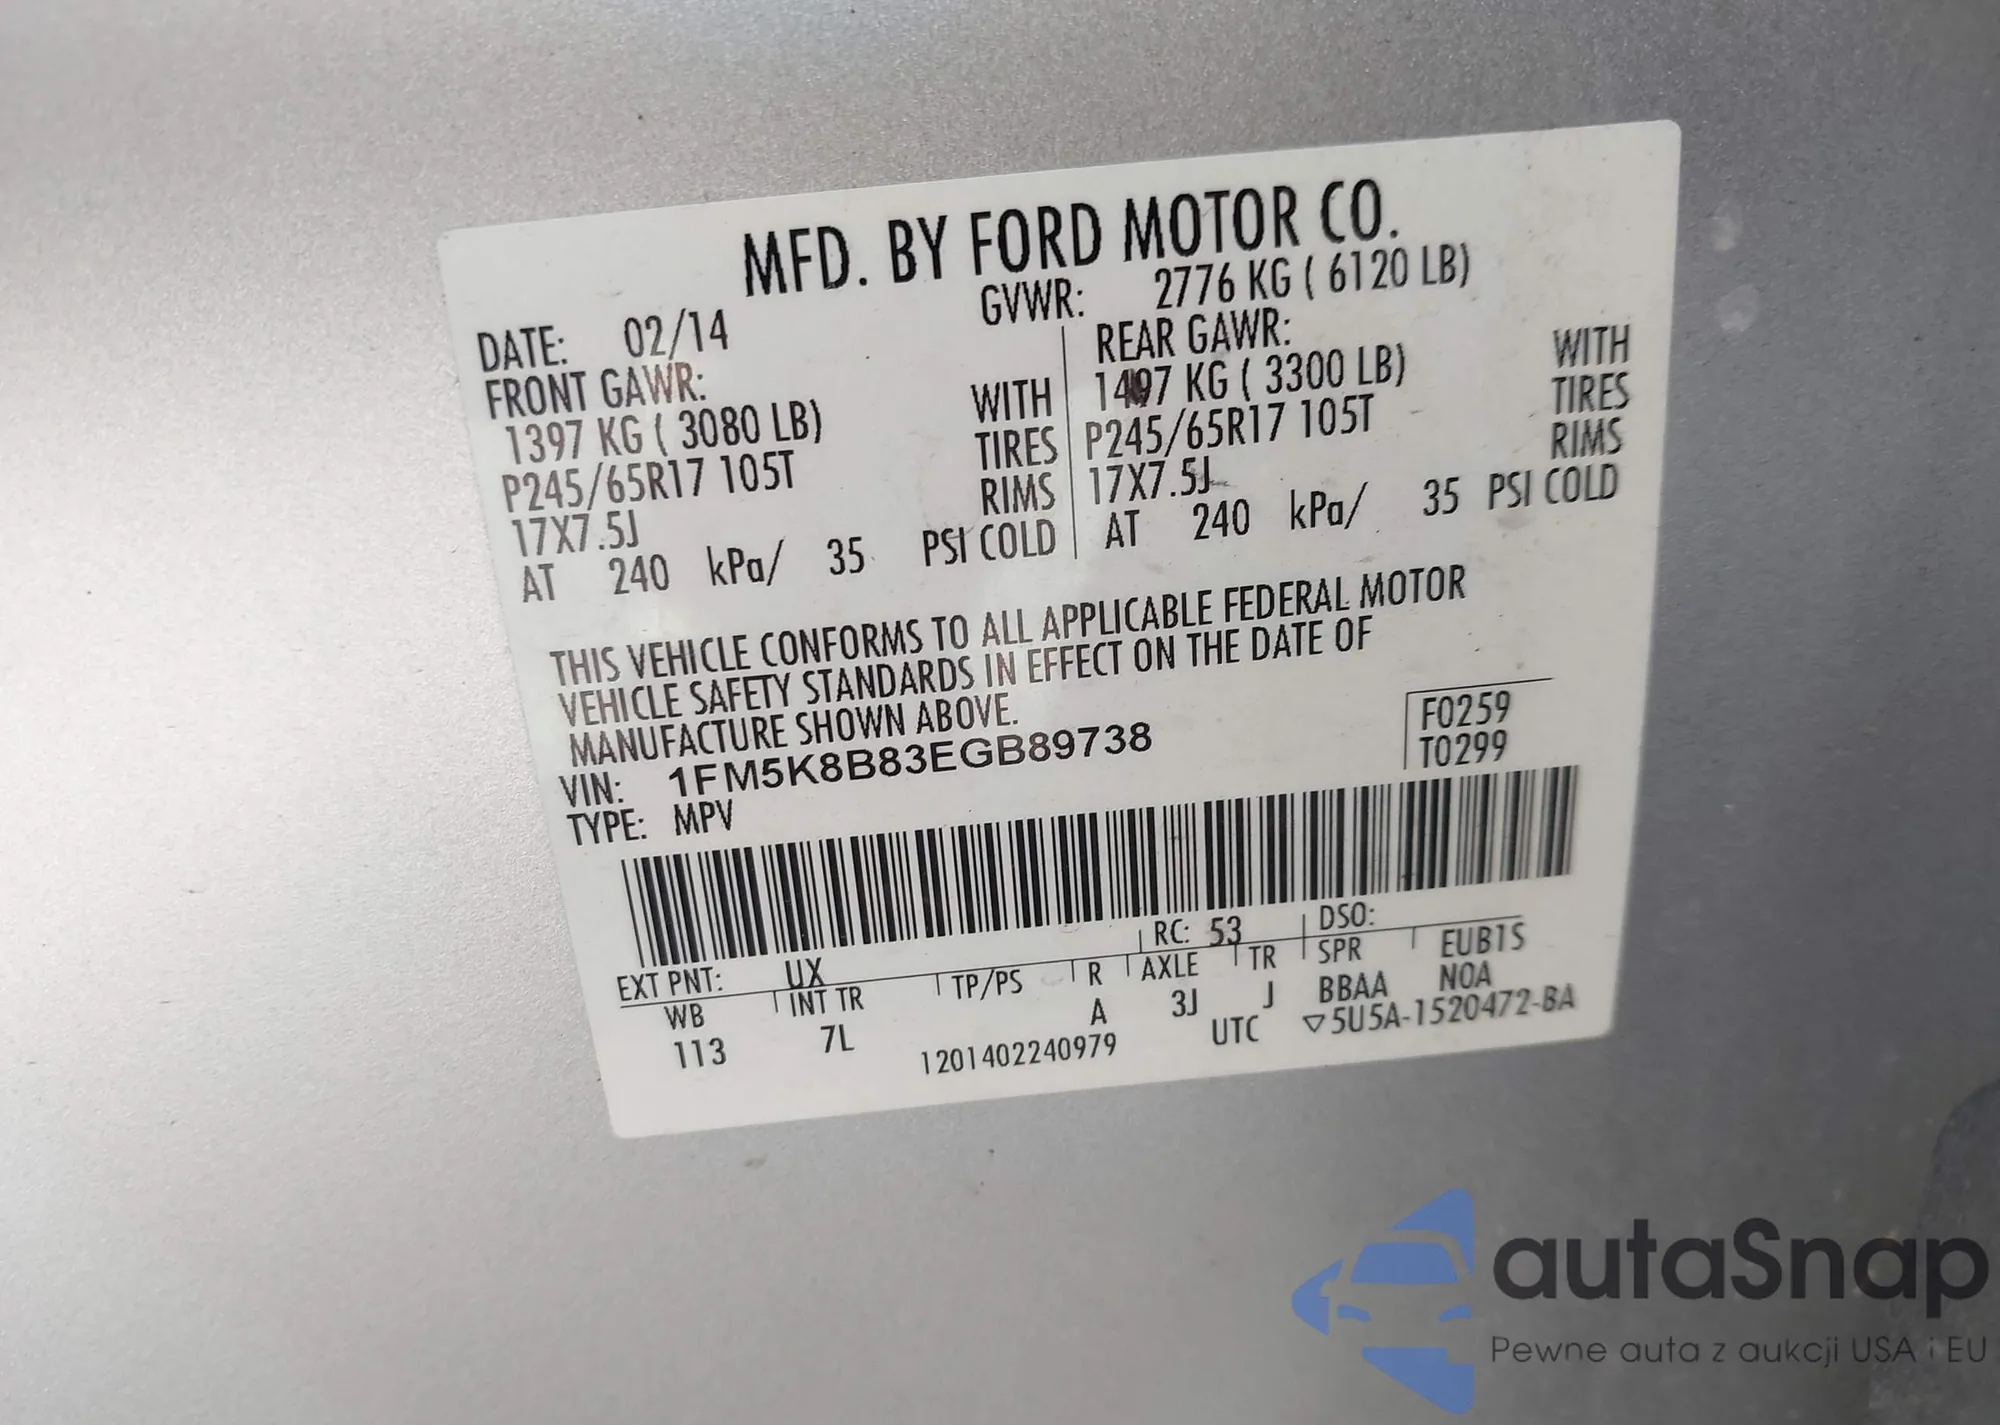 MFD. BY FORD MOTOR CO.
DATE: 02/14 GVWR: 2776 KG ( 6120 LB)
FRONT GAWR: REAR GAWR:
1397 KG ( 3080 LB) WITH 1497 KG ( 3300 LB) WITH
P245/65R17 105T TIRES P245/65R17 105T TIRES
17X7.5J RIMS 17X7.5J RIMS
AT 240 kPa/ 35 PSI COLD AT 240 kPa/ 35 PSI COLD
THIS VEHICLE CONFORMS TO ALL APPLICABLE FEDERAL MOTOR
VEHICLE SAFETY STANDARDS IN EFFECT ON THE DATE OF
MANUFACTURE SHOWN ABOVE.
VIN: 1FM5K8B83EGB89738 F0259
TYPE: MPV T0299
EXT PNT: UX RC: 53 DSO:
WB INT TR TP/PS R AXLE TR SPR EUB1S
113 7L A 3J J BBAA NOA
1201402240979 UTC ▽5U5A-1520472-BA
autaSnap
Pewne auta z aukcji USA i EU